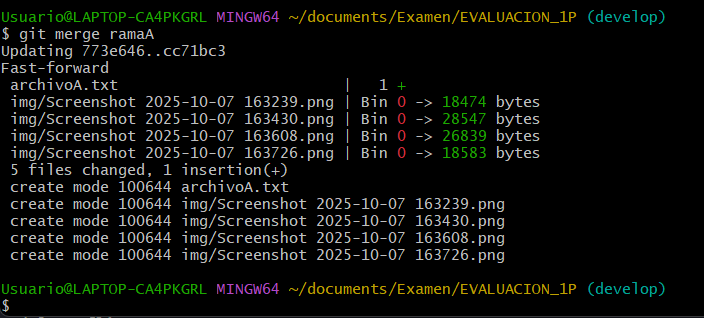 Usuario@LAPTOP-CA4PKGRL MINGW64 ~/documents/Examen/EVALUACION_1P (develop)
$ git merge ramaA
Updating 773e646..cc71bc3
Fast-forward
 archivoA.txt                           |   1 +
 img/Screenshot 2025-10-07 163239.png | Bin 0 -> 18474 bytes
 img/Screenshot 2025-10-07 163430.png | Bin 0 -> 28547 bytes
 img/Screenshot 2025-10-07 163608.png | Bin 0 -> 26839 bytes
 img/Screenshot 2025-10-07 163726.png | Bin 0 -> 18583 bytes
 5 files changed, 1 insertion(+)
 create mode 100644 archivoA.txt
 create mode 100644 img/Screenshot 2025-10-07 163239.png
 create mode 100644 img/Screenshot 2025-10-07 163430.png
 create mode 100644 img/Screenshot 2025-10-07 163608.png
 create mode 100644 img/Screenshot 2025-10-07 163726.png
Usuario@LAPTOP-CA4PKGRL MINGW64 ~/documents/Examen/EVALUACION_1P (develop)
$